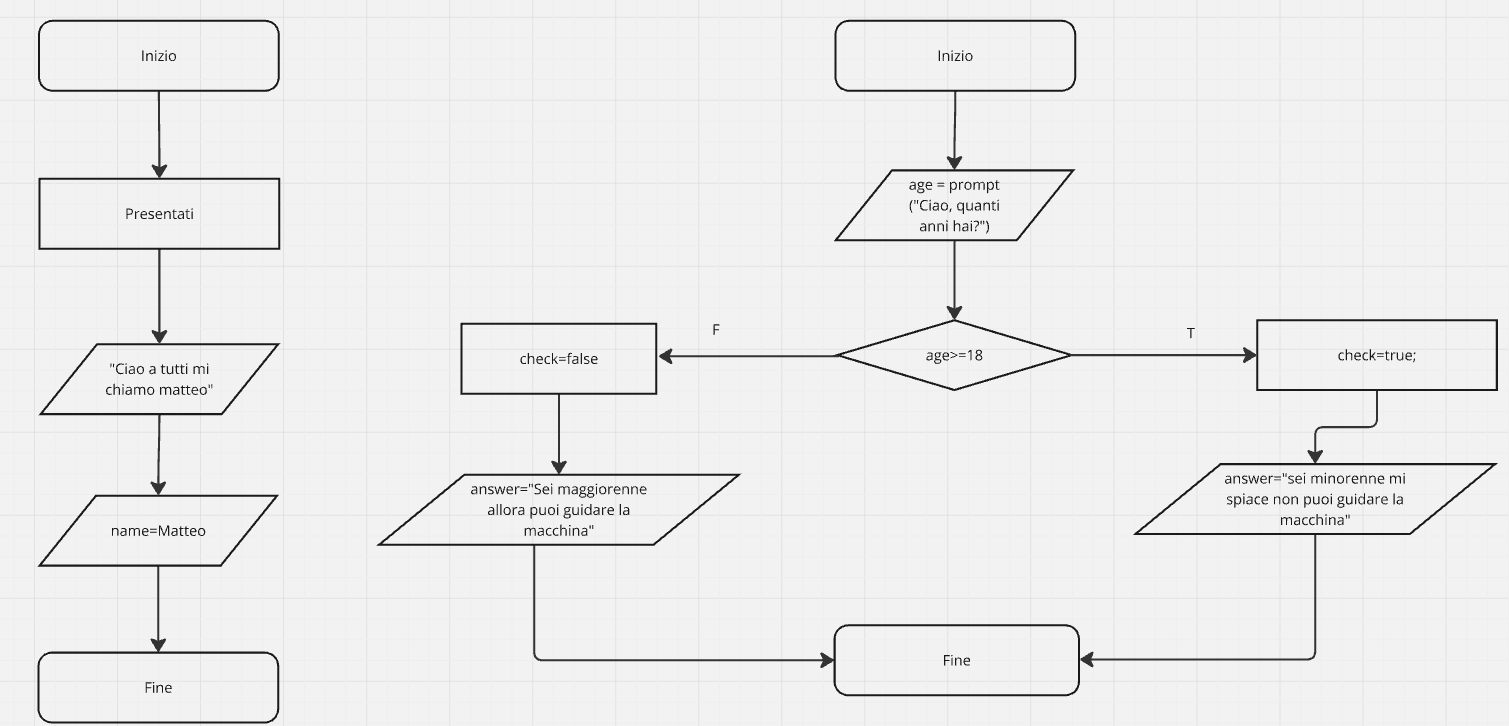 Inizio
Presentati
"Ciao a tutti mi
chiamo matteo"
name=Matteo
Fine
Inizio
age = prompt
("Ciao, quanti
anni hai?")
age>=18
F
T
check=false
check=true;
answer="Sei maggiorenne
allora puoi guidare la
macchina"
answer="sei minorenne mi
spiace non puoi guidare la
macchina"
Fine